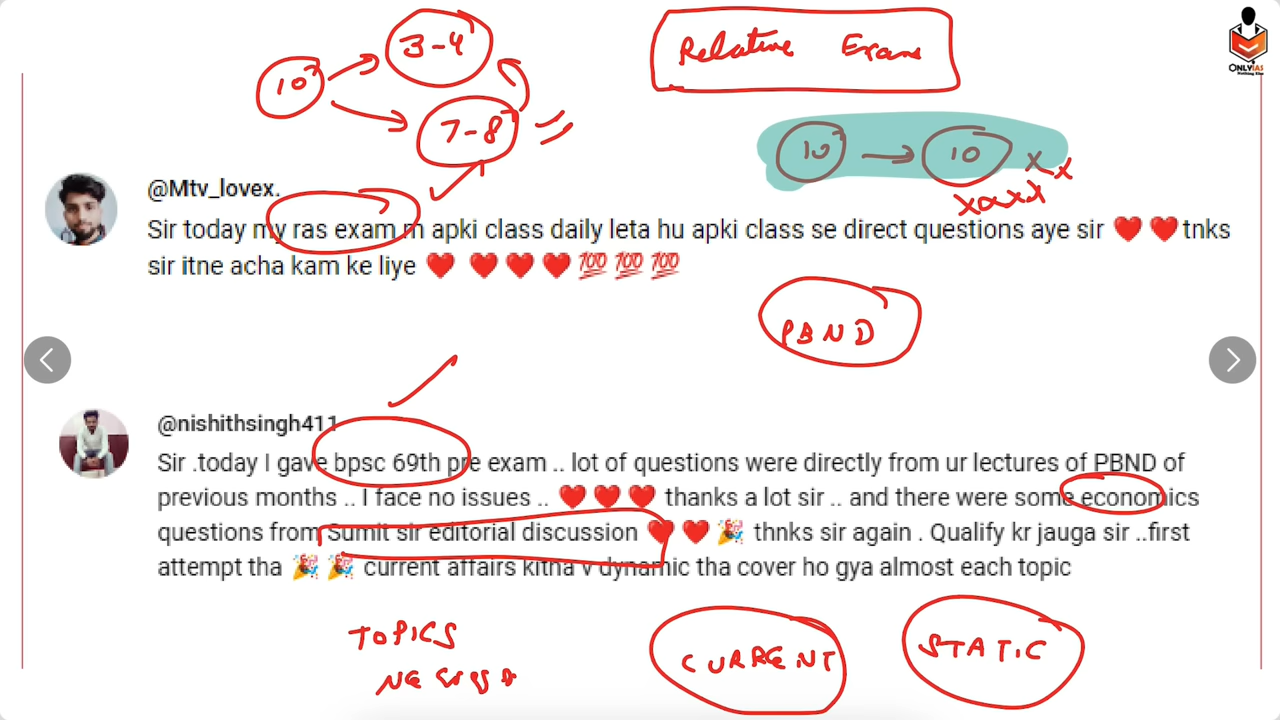 3-4
Relative Exams
10
7-8
10 → 10 x x
ONLYIAS
Nothing Else
@Mtv_lovex.
Sir today my ras exam m apki class daily leta hu apki class se direct questions aye sir ❤️ ❤️ tnks
sir itne acha kam ke liye ❤️ ❤️ ❤️ ❤️ 💯 💯 💯
PBND
@nishithsingh411
Sir .today I gave bpsc 69th pre exam .. lot of questions were directly from ur lectures of PBND of
previous months .. I face no issues .. ❤️ ❤️ ❤️ thanks a lot sir .. and there were some economics
questions from Sumit sir editorial discussion ❤️ ❤️ 🎉 thnks sir again . Qualify kr jauga sir ..first
attempt tha 🎉 🎉 current affairs kitna v dynamic tha cover ho gya almost each topic
TOPICS
CURRENT
STATIC